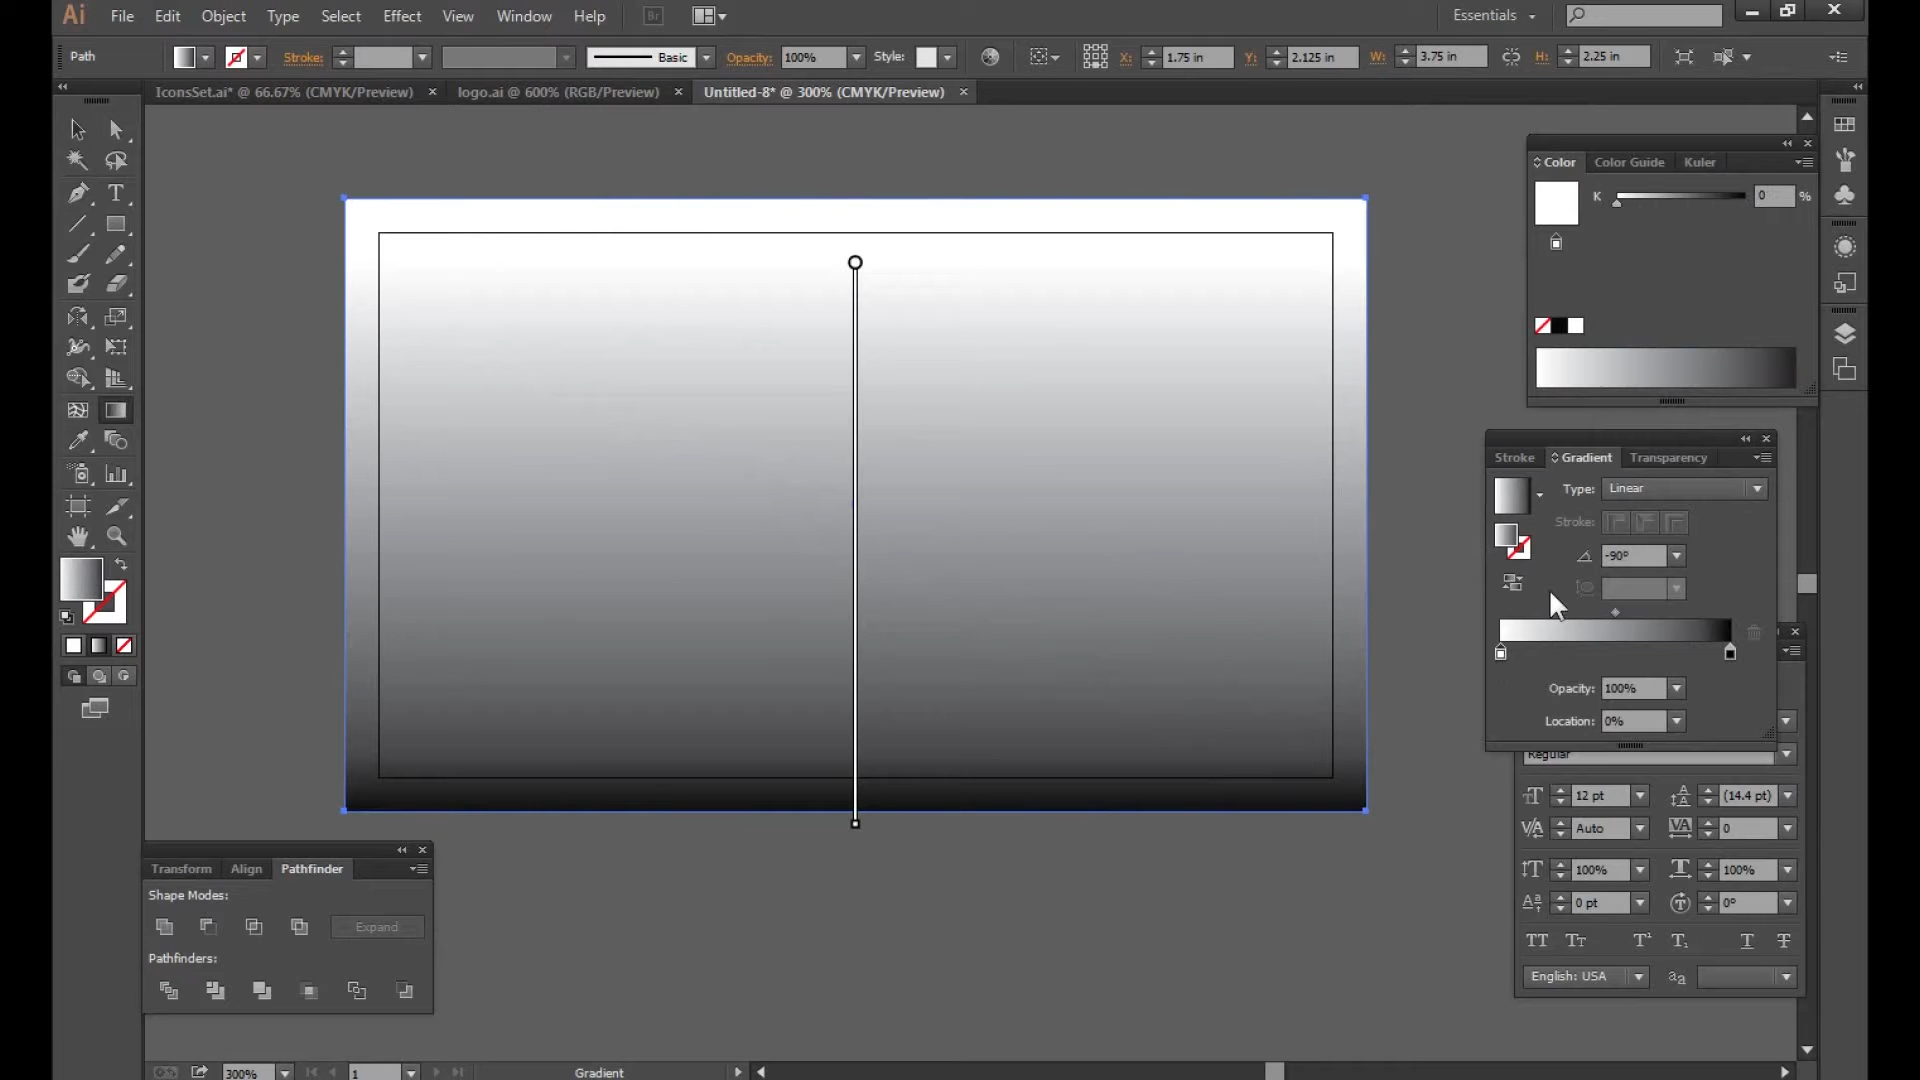 Ai File Edit Object Type Select Effect View Window Help Br Essentials
Path Stroke: Basic Opacity: 100% Style: X: 1.75 in Y: 2.125 in W: 3.75 in H: 2.25 in
IconsSet.ai* @ 66.67% (CMYK/Preview) logo.ai @ 600% (RGB/Preview) Untitled-8* @ 300% (CMYK/Preview)
Color Color Guide Kuler
K 0 %
Stroke Gradient Transparency
Type: Linear
Stroke:
-90°
Opacity: 100%
Location: 0%
Regular
12 pt (14.4 pt)
Auto 0
100% 100%
0 pt 0°
English: USA
Transform Align Pathfinder
Shape Modes:
Expand
Pathfinders:
300% 1 Gradient